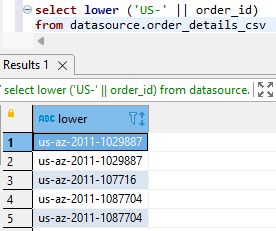 select lower ('US-' || order_id)
from datasource.order_details_csv
Results 1
select lower ('US-' || order_id) from datasource.
ABC lower
1 us-az-2011-1029887
2 us-az-2011-1029887
3 us-az-2011-107716
4 us-az-2011-1087704
5 us-az-2011-1087704